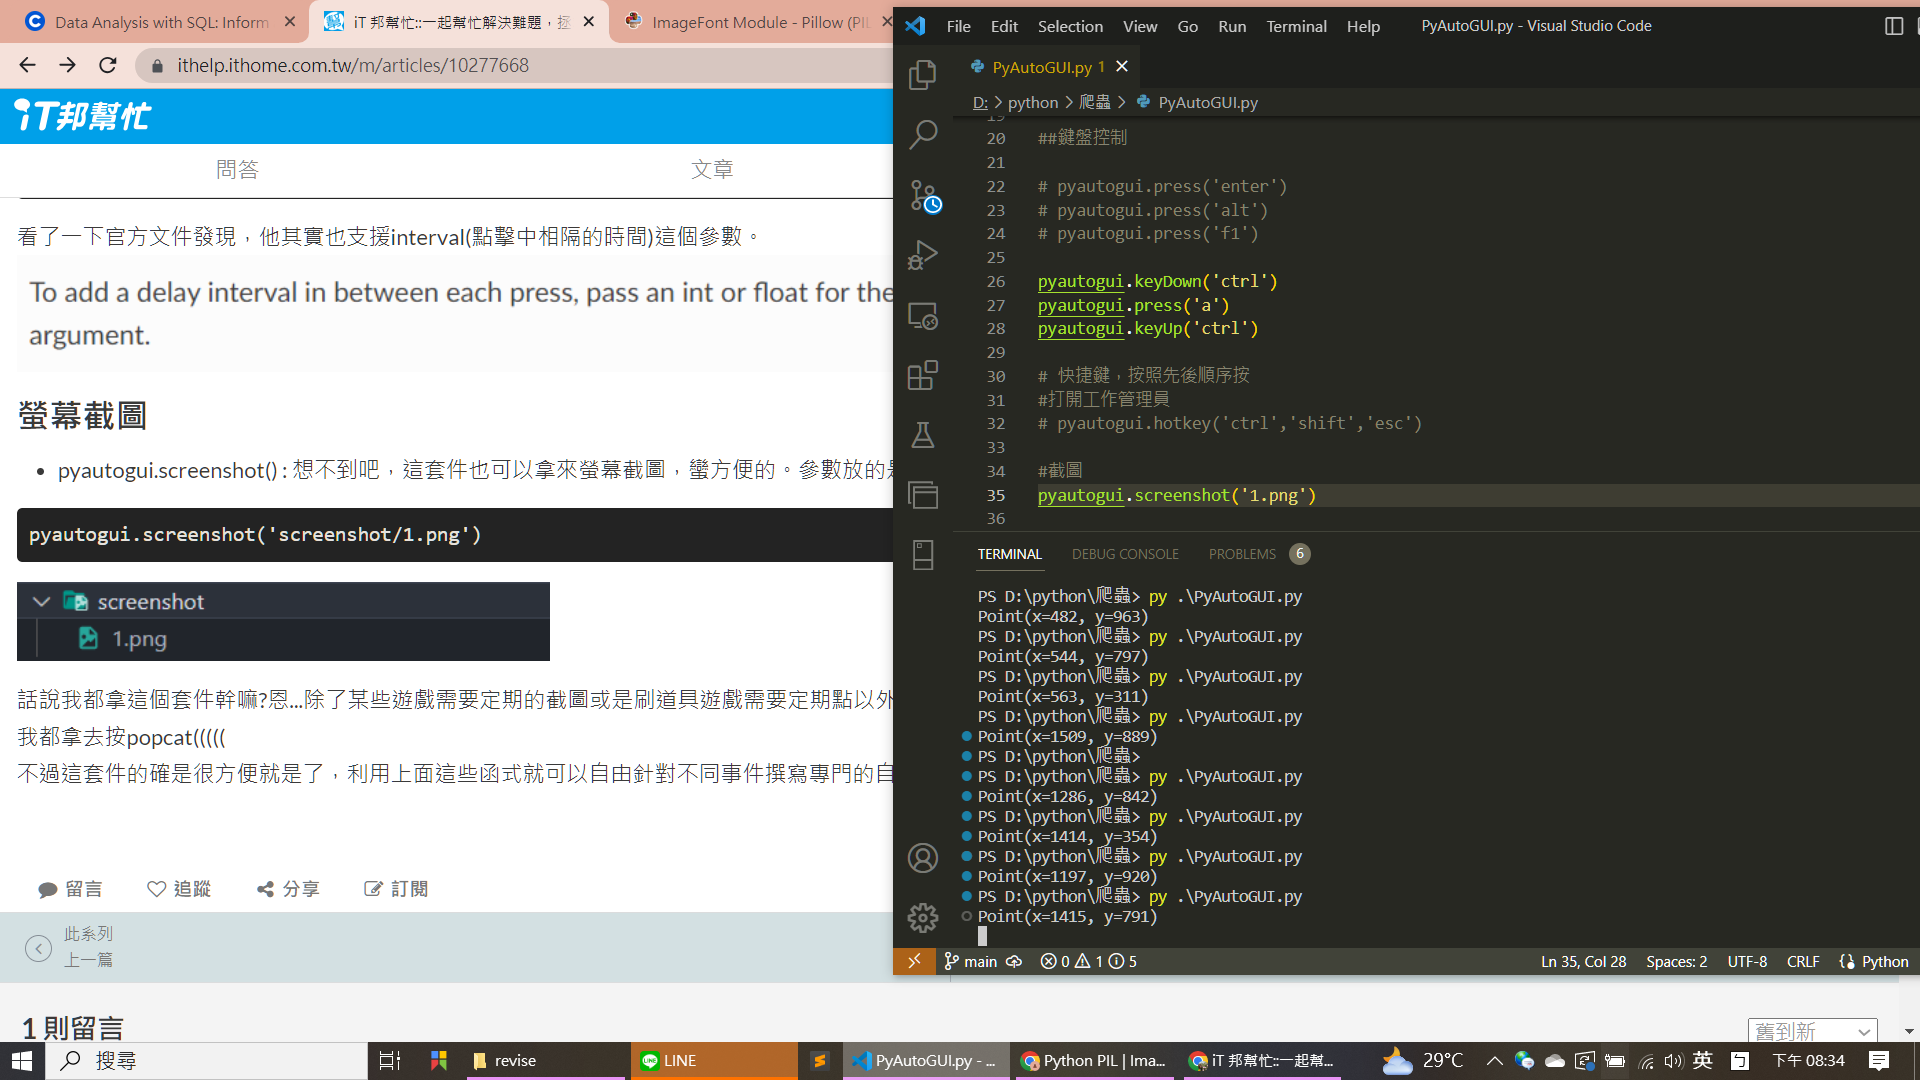 Data Analysis with SQL: Inform
iT 邦幫忙::一起幫忙解決難題，拯
ImageFont Module - Pillow (PIL
ithelp.ithome.com.tw/m/articles/10277668
iT邦幫忙
問答
文章
看了一下官方文件發現，他其實也支援interval(點擊中相隔的時間)這個參數。
To add a delay interval in between each press, pass an int or float for the
argument.
螢幕截圖
• pyautogui.screenshot() : 想不到吧，這套件也可以拿來螢幕截圖，蠻方便的。參數放的是
pyautogui.screenshot('screenshot/1.png')
screenshot
1.png
話說我都拿這個套件幹嘛?恩...除了某些遊戲需要定期的截圖或是刷道具遊戲需要定期點以外
我都拿去按popcat(((((
不過這套件的確是很方便就是了，利用上面這些函式就可以自由針對不同事件撰寫專門的自
留言
追蹤
分享
訂閱
此系列
上一篇
1 則留言
舊到新
File Edit Selection View Go Run Terminal Help
PyAutoGUI.py - Visual Studio Code
PyAutoGUI.py 1
D: > python > 爬蟲 > PyAutoGUI.py
19
20 ##鍵盤控制
21
22 # pyautogui.press('enter')
23 # pyautogui.press('alt')
24 # pyautogui.press('f1')
25
26 pyautogui.keyDown('ctrl')
27 pyautogui.press('a')
28 pyautogui.keyUp('ctrl')
29
30 # 快捷鍵，按照先後順序按
31 #打開工作管理員
32 # pyautogui.hotkey('ctrl','shift','esc')
33
34 #截圖
35 pyautogui.screenshot('1.png')
36
TERMINAL DEBUG CONSOLE PROBLEMS 6
PS D:\python\爬蟲> py .\PyAutoGUI.py
Point(x=482, y=963)
PS D:\python\爬蟲> py .\PyAutoGUI.py
Point(x=544, y=797)
PS D:\python\爬蟲> py .\PyAutoGUI.py
Point(x=563, y=311)
PS D:\python\爬蟲> py .\PyAutoGUI.py
Point(x=1509, y=889)
PS D:\python\爬蟲>
PS D:\python\爬蟲> py .\PyAutoGUI.py
Point(x=1286, y=842)
PS D:\python\爬蟲> py .\PyAutoGUI.py
Point(x=1414, y=354)
PS D:\python\爬蟲> py .\PyAutoGUI.py
Point(x=1197, y=920)
PS D:\python\爬蟲> py .\PyAutoGUI.py
Point(x=1415, y=791)
main 0 1 5
Ln 35, Col 28 Spaces: 2 UTF-8 CRLF Python
搜尋
revise
LINE
PyAutoGUI.py - ...
Python PIL | Ima...
iT 邦幫忙::一起幫...
29°C
英
下午 08:34